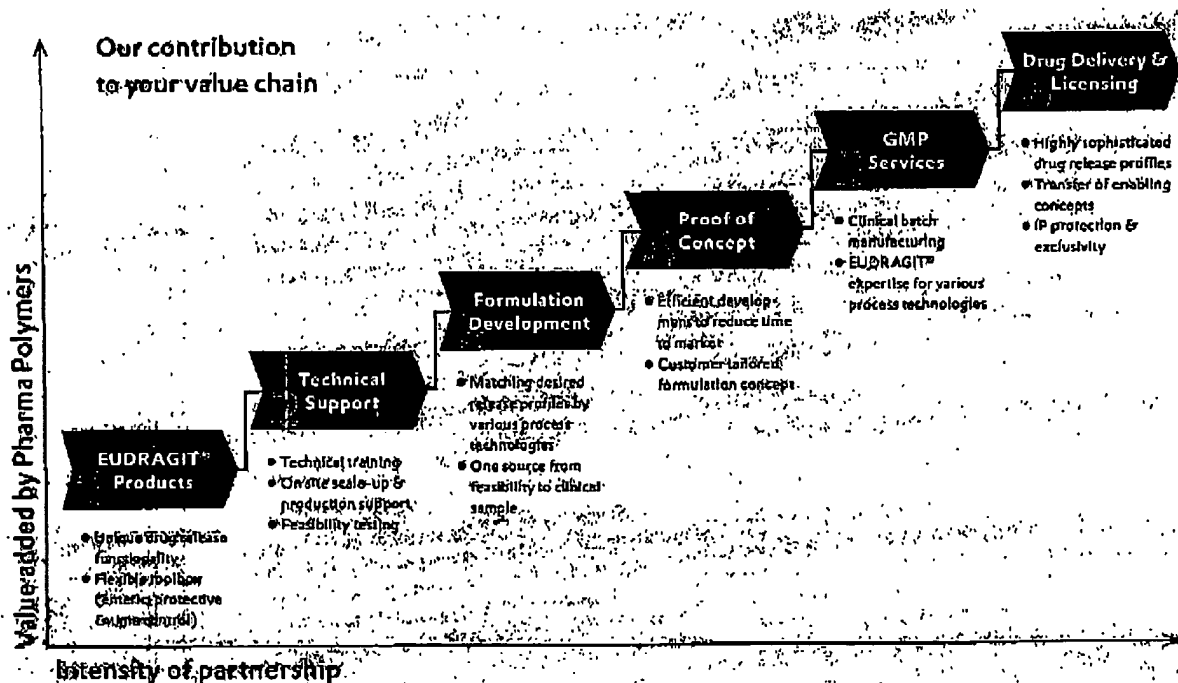 Our contribution
to your value chain
Value added by Pharma Polymers
EUDRAGIT®
Products
• Unique drug release
functionality
• Flexible toolbox
(enteric, protective
Technical
Support
• Technical training
• On site scale-up &
production support
• Feasibility testing
Formulation
Development
• Matching desired
release profiles by
various process
technologies
• One source from
feasibility to clinical
sample
Proof of
Concept
• Efficient develop-
ment to reduce time
to market
• Customer tailored
formulation concept
GMP
Services
• Clinical batch
manufacturing
• EUDRAGIT®
expertise for various
process technologies
Drug Delivery &
Licensing
• Highly sophisticated
drug release profiles
• Transfer of enabling
concepts
• IP protection &
exclusivity
Intensity of partnership